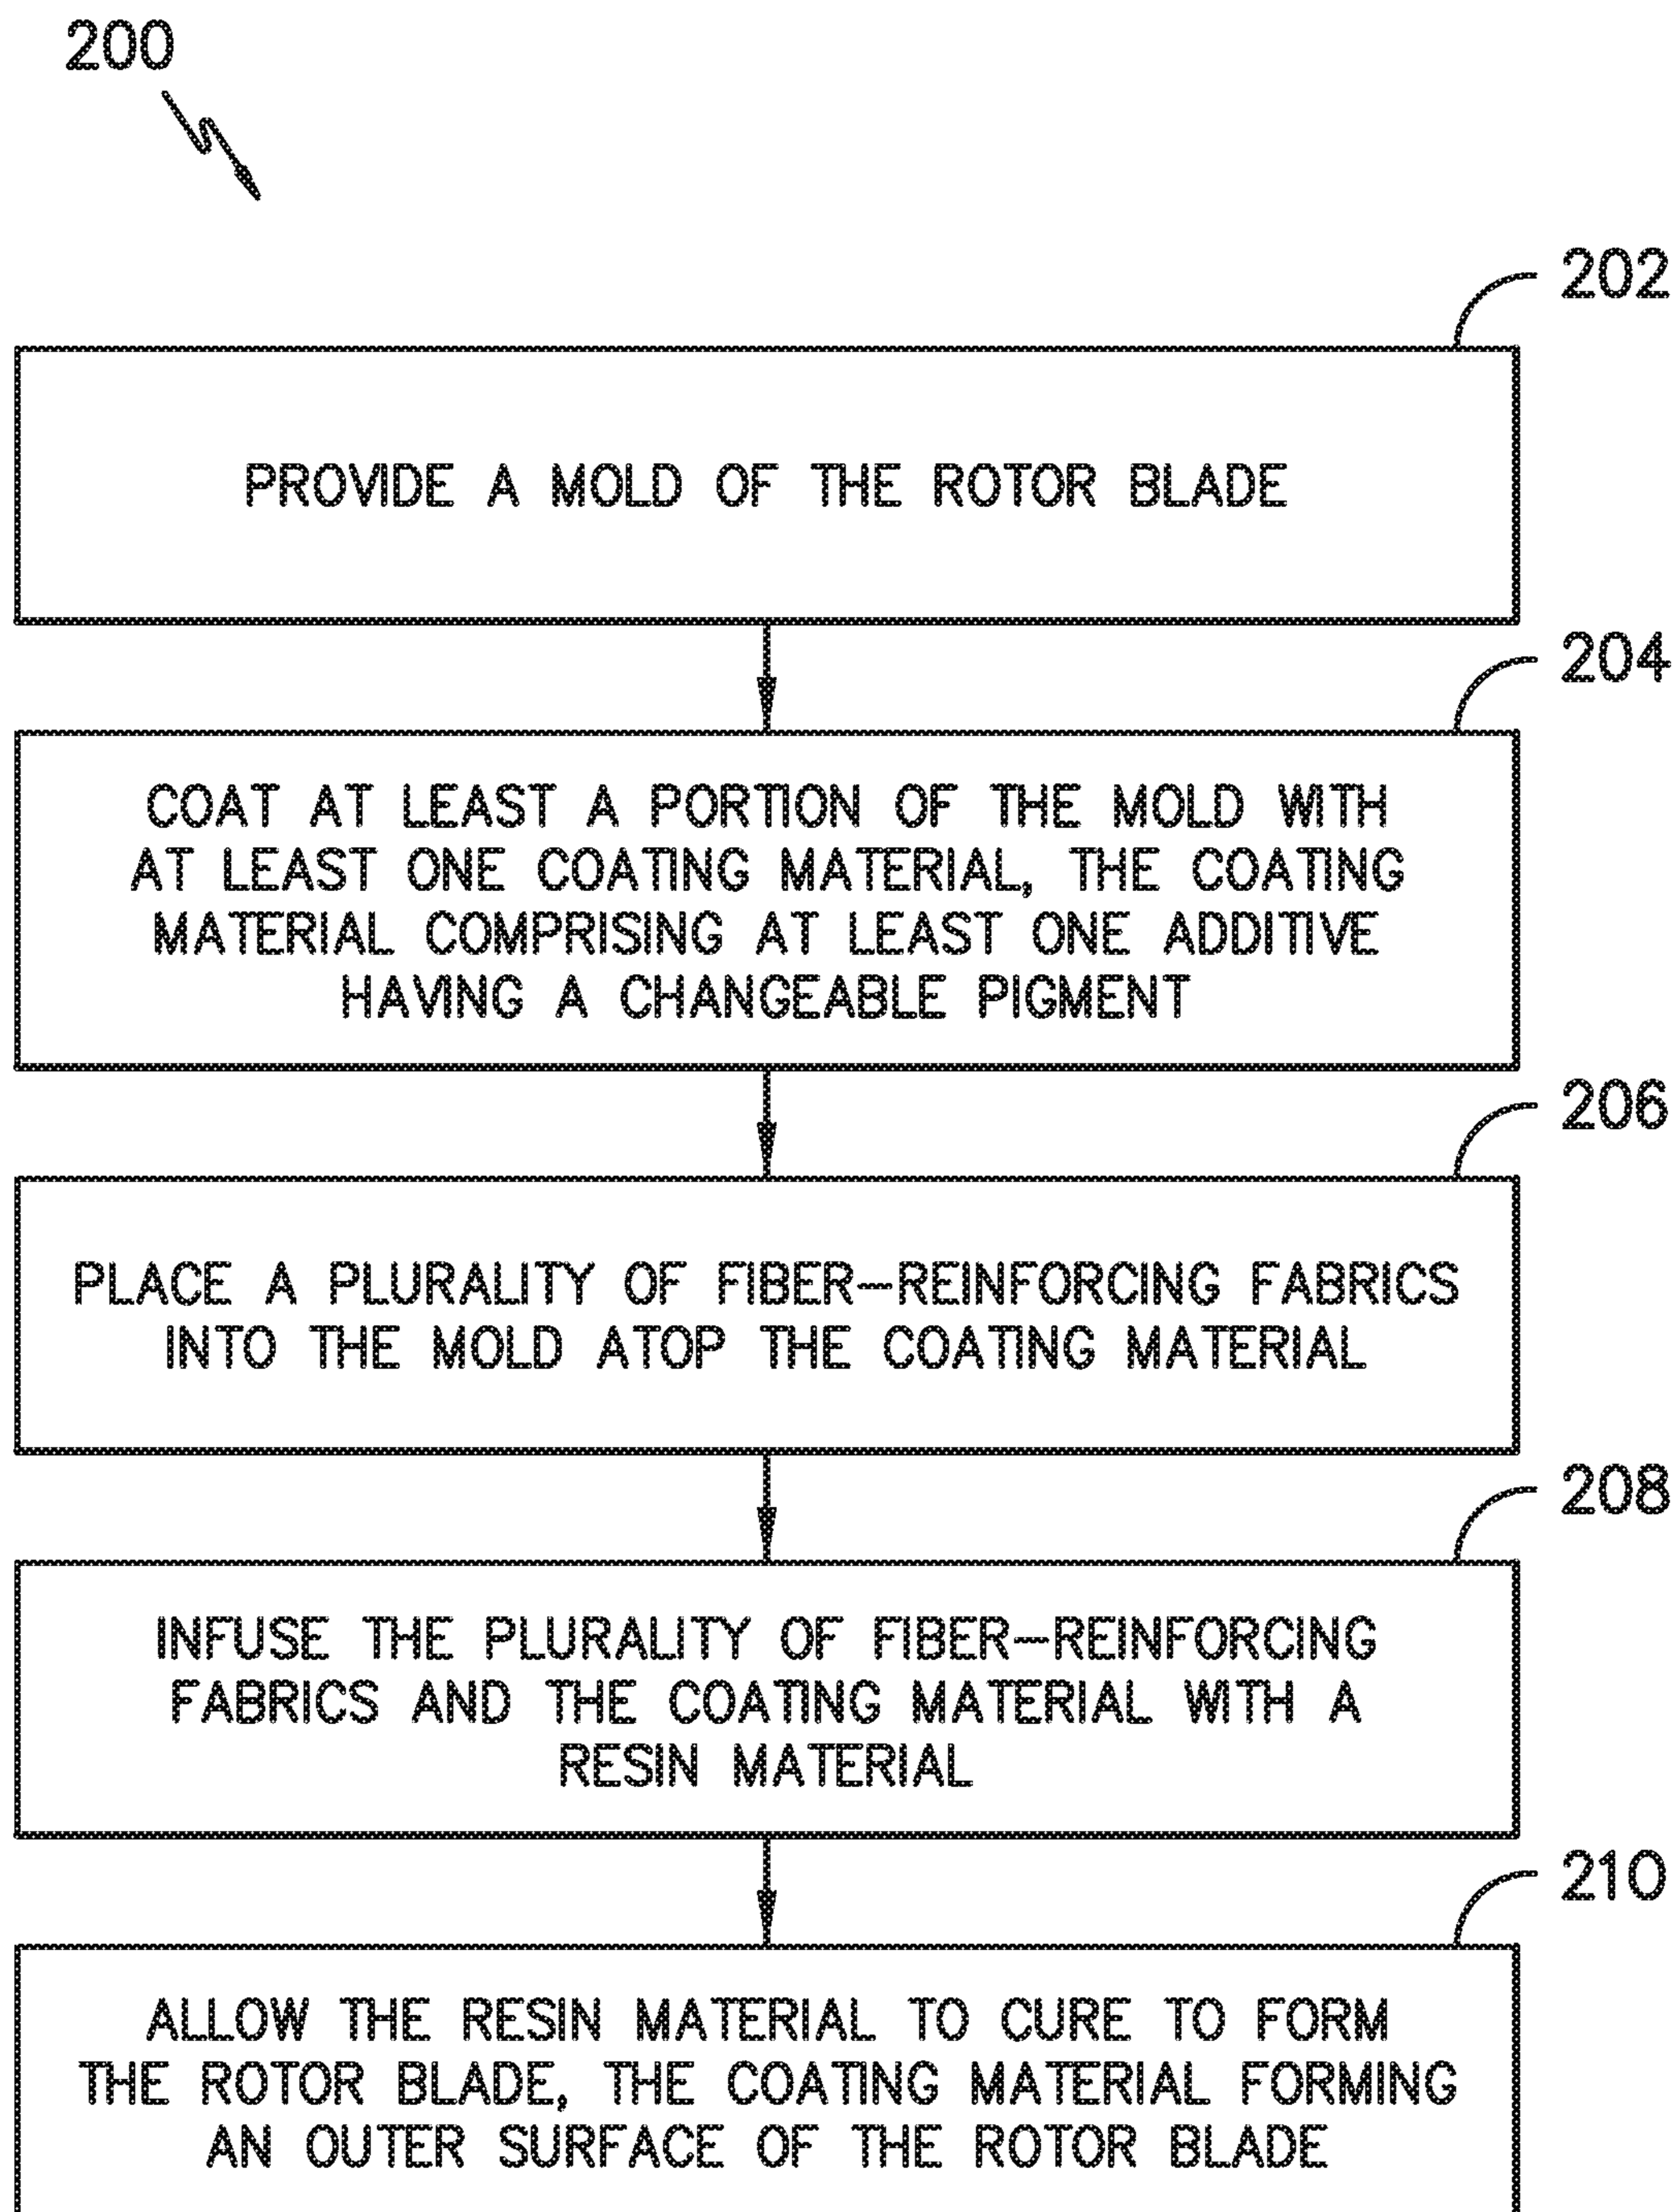 200
202
PROVIDE A MOLD OF THE ROTOR BLADE
204
COAT AT LEAST A PORTION OF THE MOLD WITH
AT LEAST ONE COATING MATERIAL, THE COATING
MATERIAL COMPRISING AT LEAST ONE ADDITIVE
HAVING A CHANGEABLE PIGMENT
206
PLACE A PLURALITY OF FIBER–REINFORCING FABRICS
INTO THE MOLD ATOP THE COATING MATERIAL
208
INFUSE THE PLURALITY OF FIBER–REINFORCING
FABRICS AND THE COATING MATERIAL WITH A
RESIN MATERIAL
210
ALLOW THE RESIN MATERIAL TO CURE TO FORM
THE ROTOR BLADE, THE COATING MATERIAL FORMING
AN OUTER SURFACE OF THE ROTOR BLADE